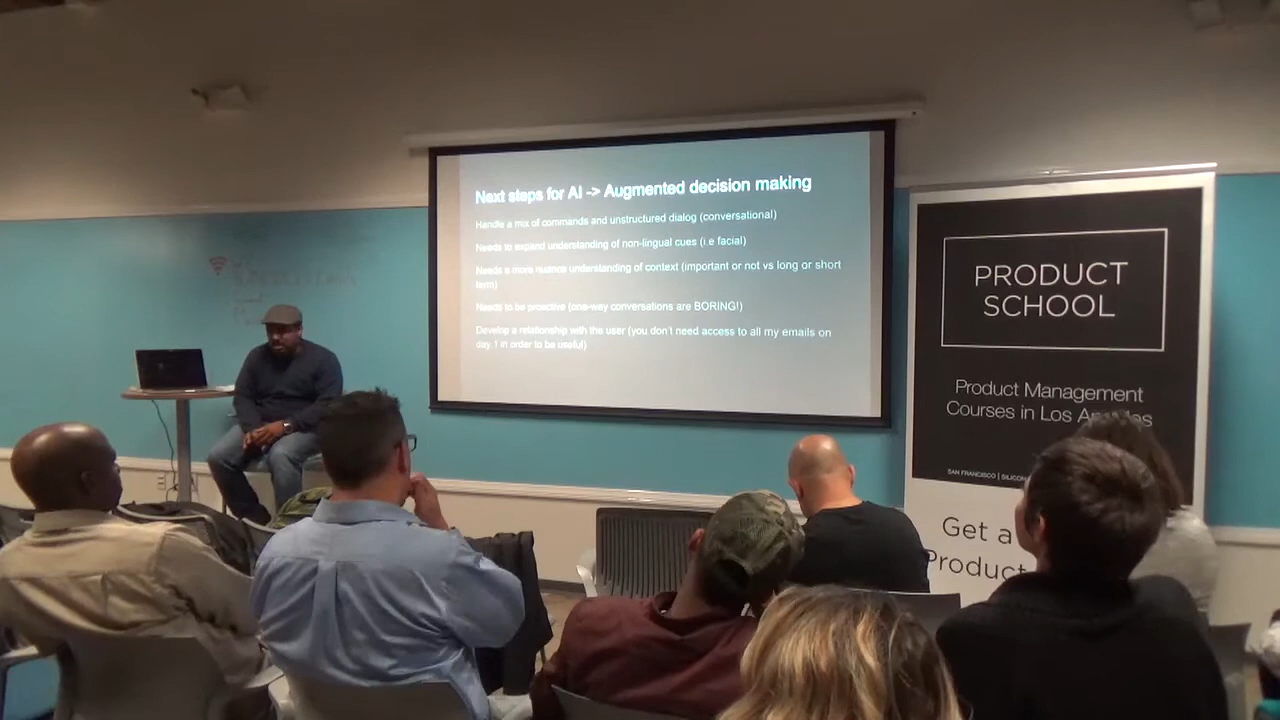 Next steps for AI -> Augmented decision making
Handle a mix of commands and unstructured dialog (conversational)
Needs to expand understanding of non-lingual cues (i.e facial)
Needs a more nuance understanding of context (important or not vs long or short
term)
Needs to be proactive (one-way conversations are BORING!)
Develop a relationship with the user (you don't need access to all my emails on
day 1 in order to be useful)
PRODUCT
SCHOOL
Product Management
Courses in Los Angeles
SAN FRANCISCO | SILICON
Get a
Product